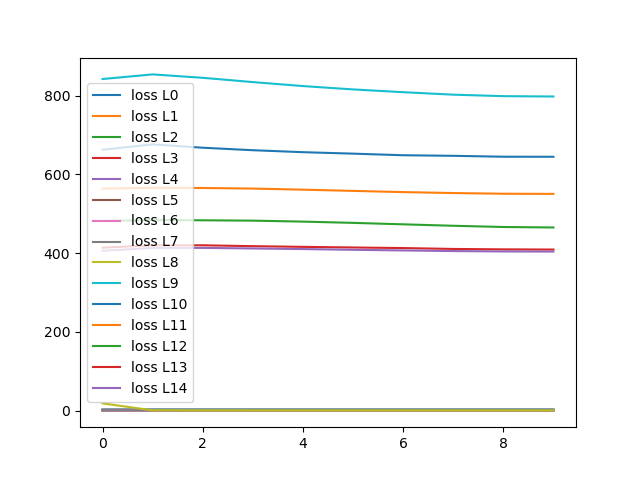 800
600
400
200
0
loss L0
loss L1
loss L2
loss L3
loss L4
loss L5
loss L6
loss L7
loss L8
loss L9
loss L10
loss L11
loss L12
loss L13
loss L14
0 2 4 6 8